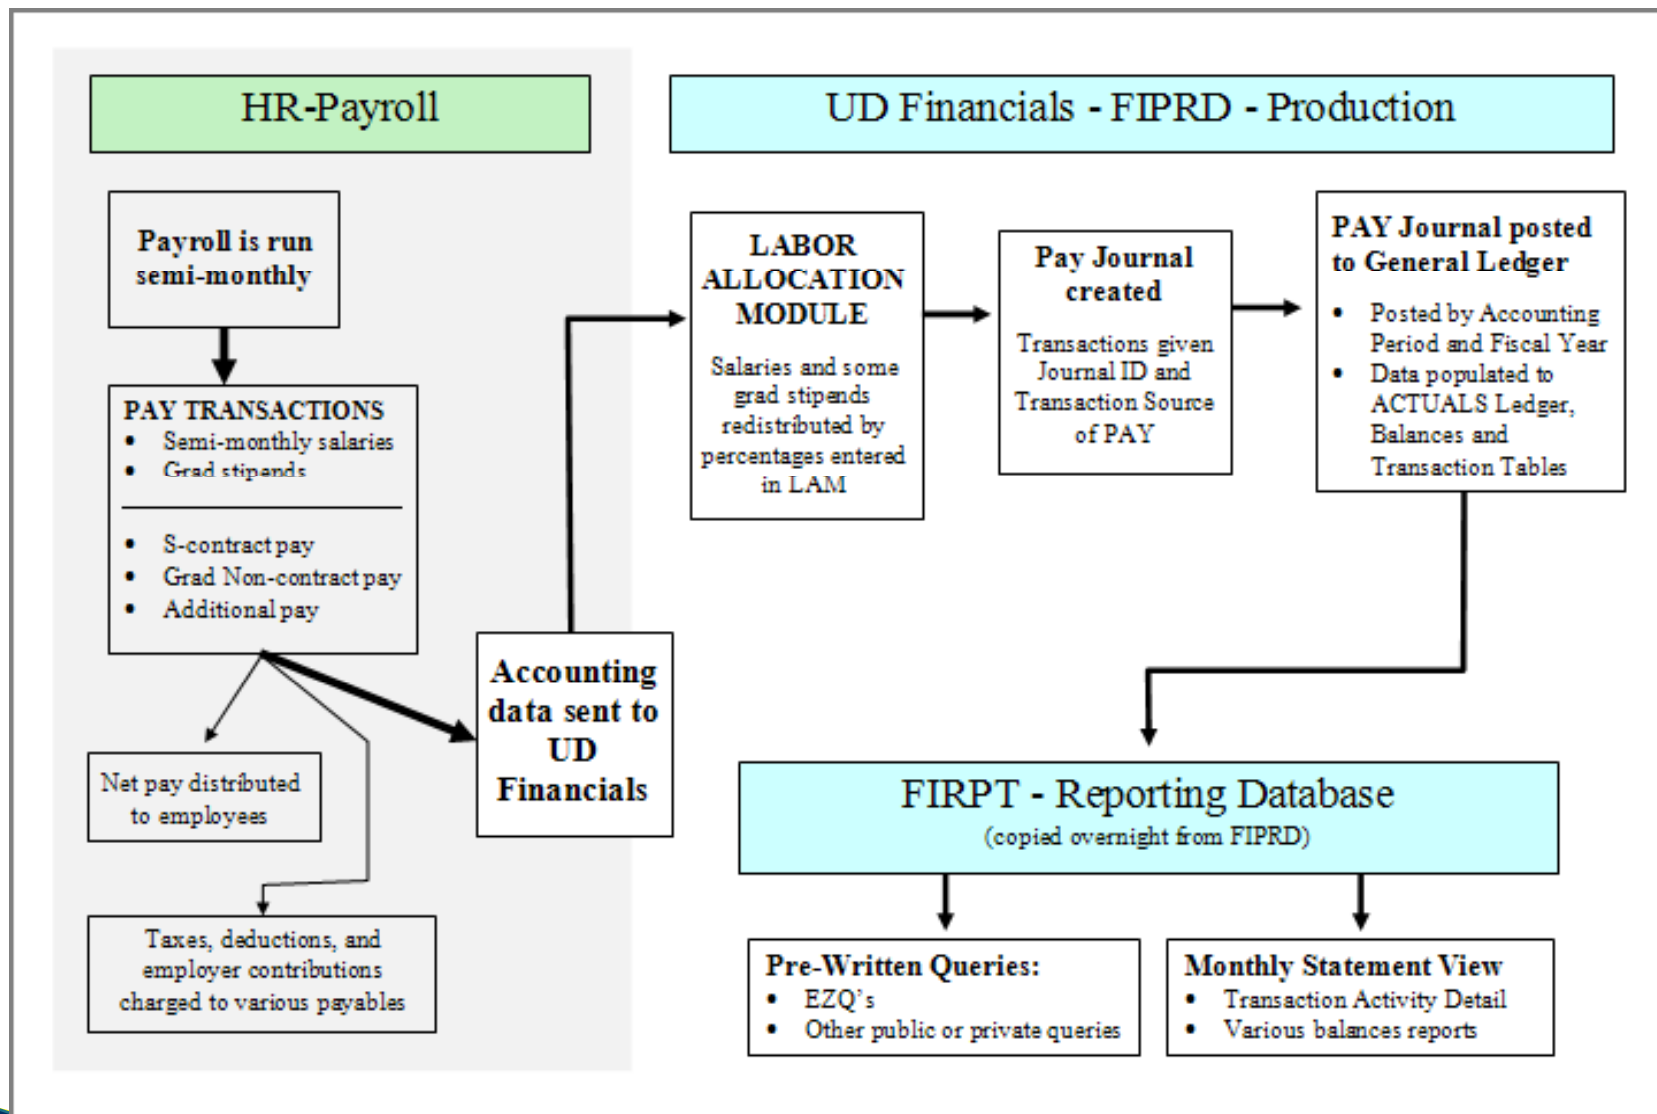 HR-Payroll
Payroll is run
semi-monthly
PAY TRANSACTIONS
• Semi-monthly salaries
• Grad stipends
• S-contract pay
• Grad Non-contract pay
• Additional pay
Net pay distributed
to employees
Taxes, deductions, and
employer contributions
charged to various payables
Accounting
data sent to
UD
Financials
UD Financials - FIPRD - Production
LABOR
ALLOCATION
MODULE
Salaries and some
grad stipends
redistributed by
percentages entered
in LAM
Pay Journal
created
Transactions given
Journal ID and
Transaction Source
of PAY
PAY Journal posted
to General Ledger
• Posted by Accounting
Period and Fiscal Year
• Data populated to
ACTUALS Ledger,
Balances and
Transaction Tables
FIRPT - Reporting Database
(copied overnight from FIPRD)
Pre-Written Queries:
• EZQ's
• Other public or private queries
Monthly Statement View
• Transaction Activity Detail
• Various balances reports